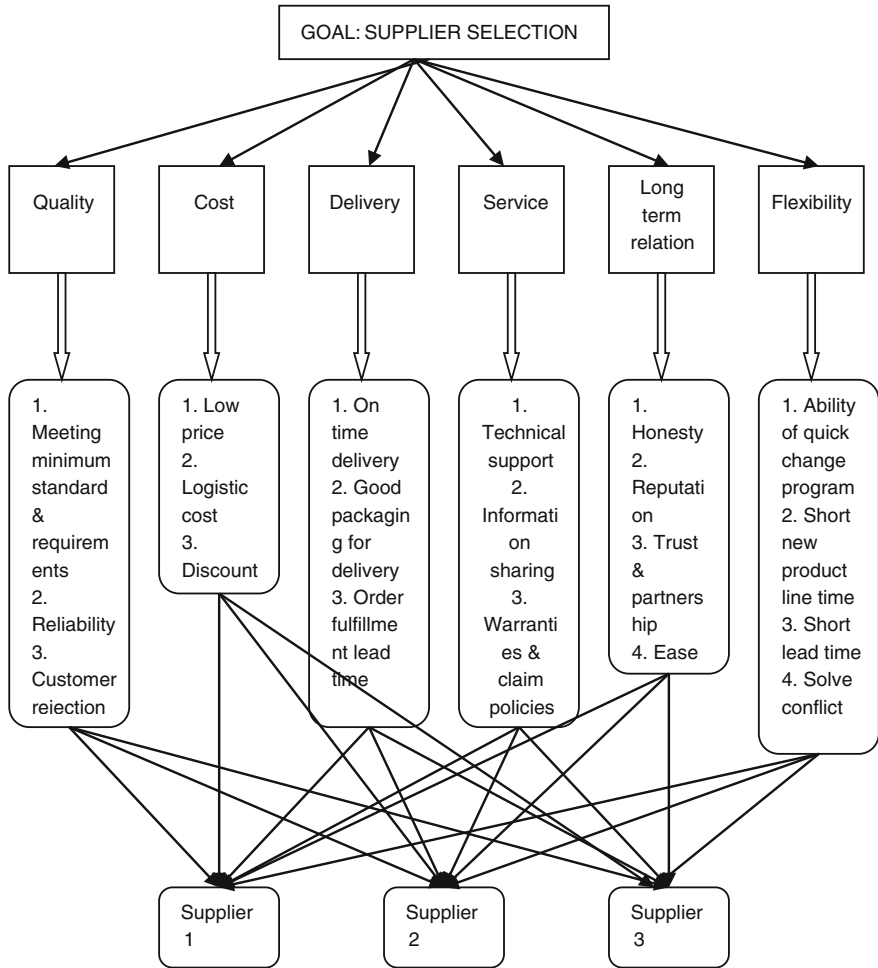 GOAL: SUPPLIER SELECTION
Quality
Cost
Delivery
Service
Long
term
relation
Flexibility
1.
Meeting
minimum
standard
&
requirem
ents
2.
Reliability
3.
Customer
reiection
1. Low
price
2.
Logistic
cost
3.
Discount
1. On
time
delivery
2. Good
packagin
g for
delivery
3. Order
fulfillme
nt lead
time
1.
Technical
support
2.
Informati
on
sharing
3.
Warranti
es &
claim
policies
1.
Honesty
2.
Reputati
on
3. Trust
&
partners
hip
4. Ease
1. Ability
of quick
change
program
2. Short
new
product
line time
3. Short
lead time
4. Solve
conflict
Supplier
1
Supplier
2
Supplier
3